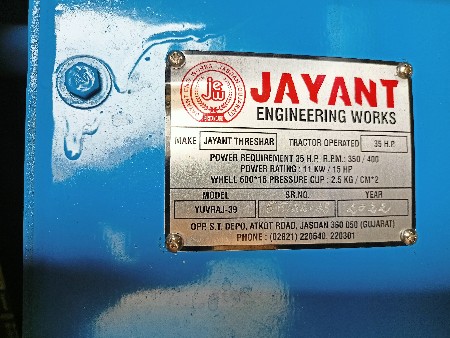 JAYANT
ENGINEERING WORKS
MAKE JAYANT THRESHAR TRACTOR OPERATED 35 H.P.
POWER REQUIREMENT 35 H.P. R.P.M.: 350 / 400
POWER RATING : 11 KW / 15 HP
WHELL 600*16 PRESSURE CUP : 2.5 KG / CM*2
MODEL SR.NO. YEAR
YUVRAJ-39 2022
OPP. S.T. DEPO, ATKOT ROAD, JASDAN 360 050 (GUJARAT)
PHONE : (02821) 220640, 220301